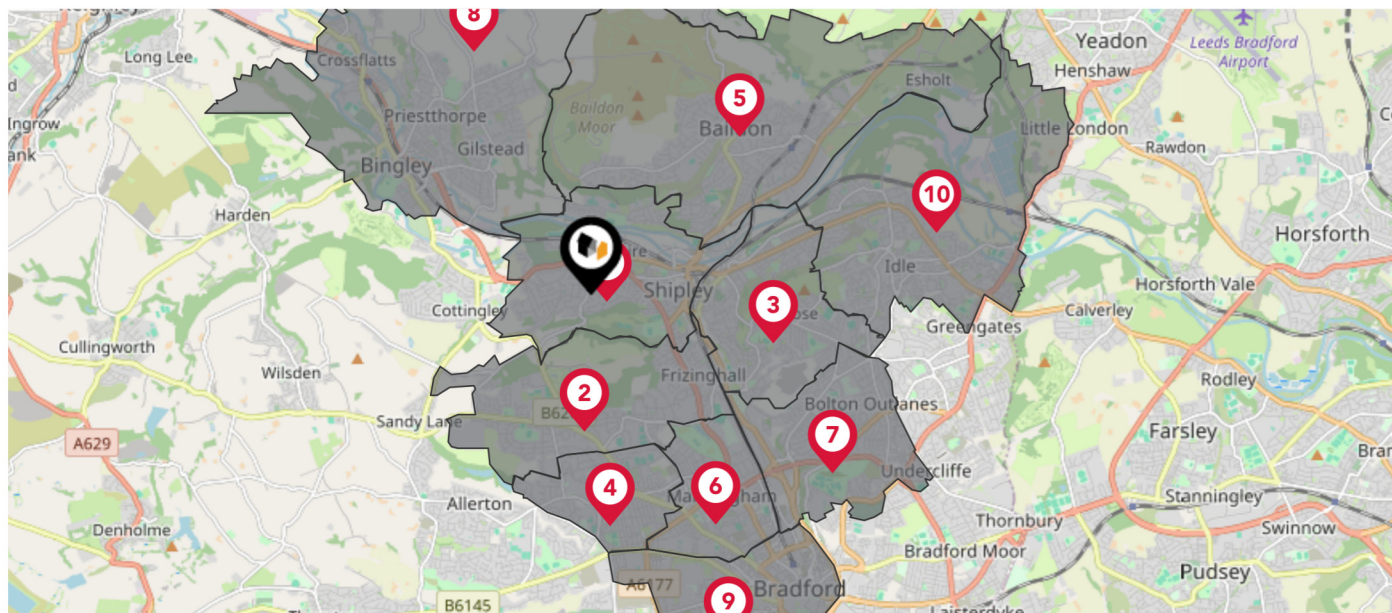 8
Long Lee
Crossflatts
Yeadon
Leeds Bradford
Airport
Henshaw
Esholt
5
Baildon
Baildon
Moor
Ingrow
Priestthorpe
Gilstead
Little London
Rawdon
Bingley
10
Harden
Horsforth
Idle
Shipley
3
Horsforth Vale
Cottingley
Calverley
Greengates
Cullingworth
Wilsden
Frizinghall
Rodley
2
Sandy Lane
Bolton Outlanes
A629
7
Farsley
Undercliffe
4
6
Allerton
Stanningley
Denholme
Thornbury
Swinnow
Bradford Moor
Pudsey
A6177
Bradford
9
B6145
Laisterdyke